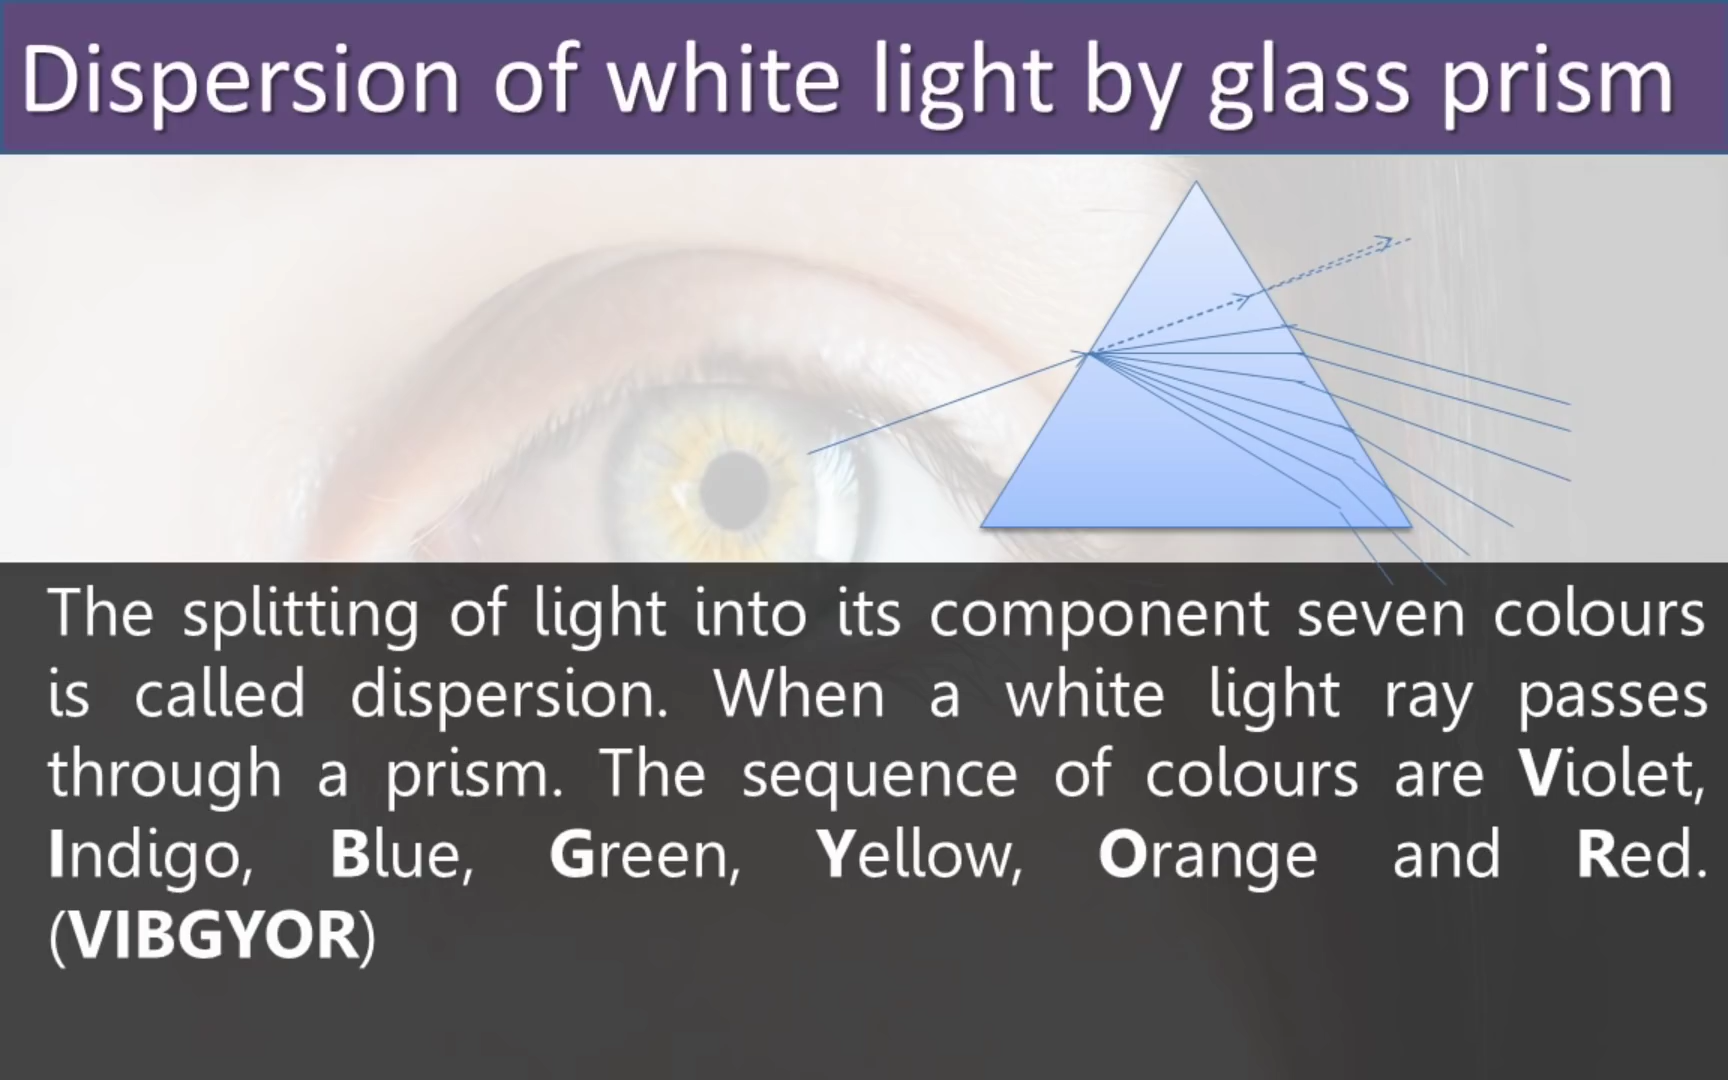 Dispersion of white light by glass prism
The splitting of light into its component seven colours
is called dispersion. When a white light ray passes
through a prism. The sequence of colours are Violet,
Indigo, Blue, Green, Yellow, Orange and Red.
(VIBGYOR)